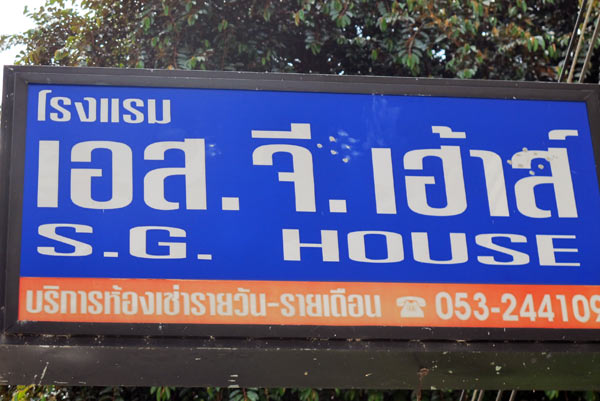 โรงแรม
เอส.จี.เฮ้าส์
S.G. HOUSE
บริการห้องเช่ารายวัน-รายเดือน ☎ 053-244109